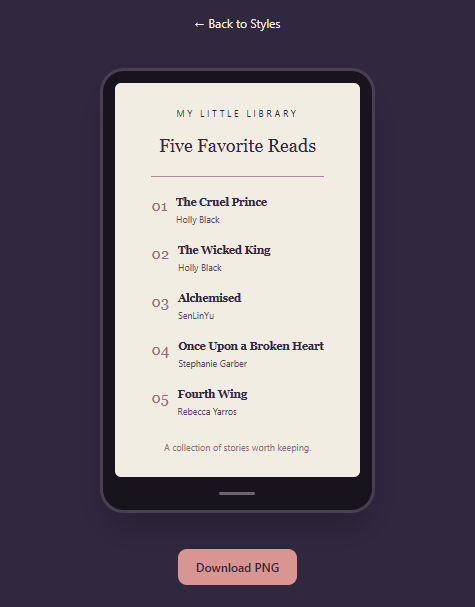 ← Back to Styles
MY LITTLE LIBRARY
Five Favorite Reads
01 The Cruel Prince
Holly Black
02 The Wicked King
Holly Black
03 Alchemised
SenLinYu
04 Once Upon a Broken Heart
Stephanie Garber
05 Fourth Wing
Rebecca Yarros
A collection of stories worth keeping.
Download PNG